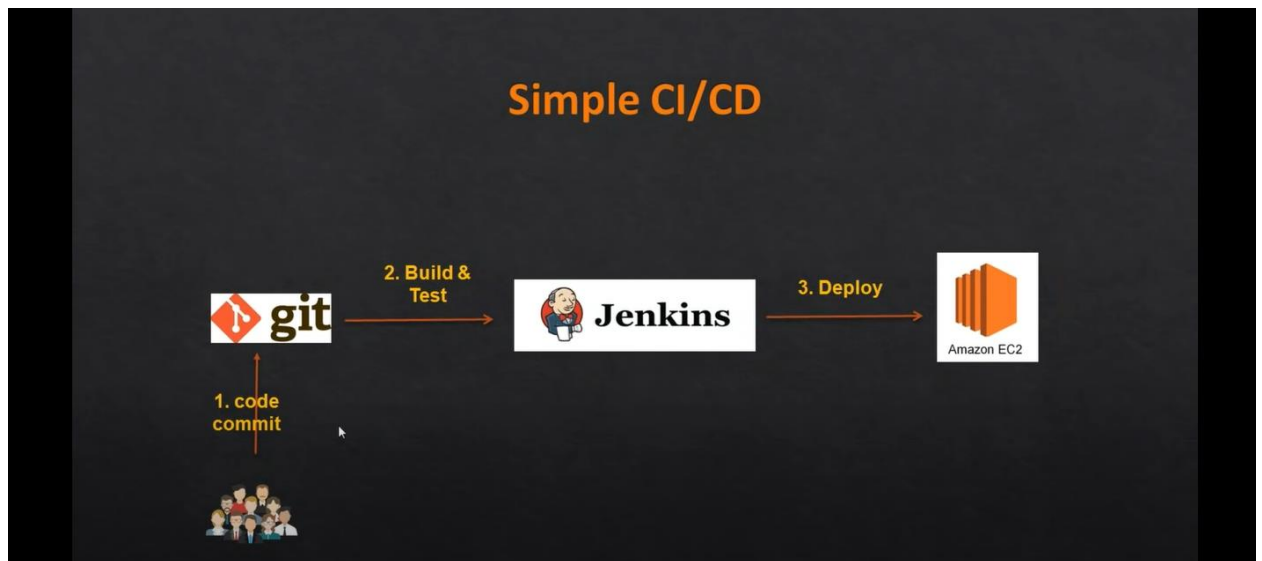 Simple CI/CD
2. Build &
Test
3. Deploy
git
Jenkins
Amazon EC2
1. code
commit